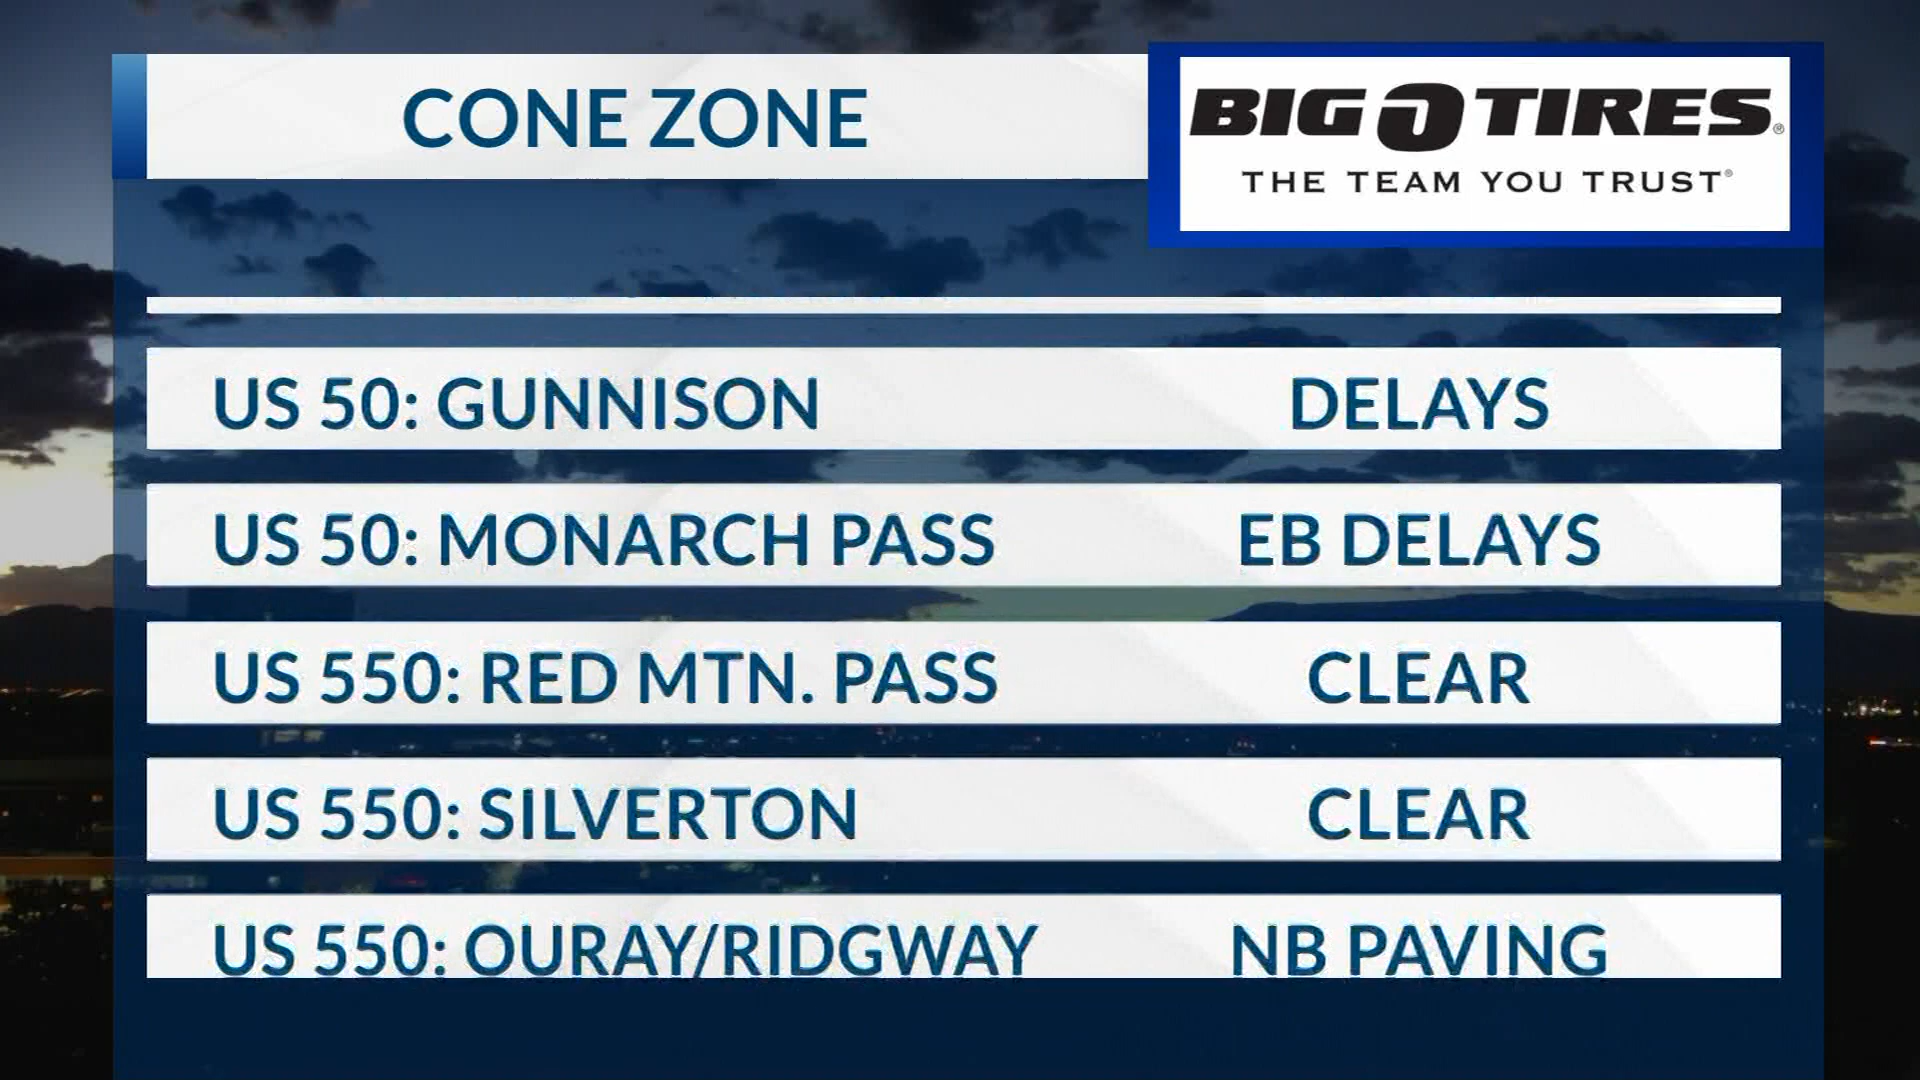 CONE ZONE
BIG O TIRES®
THE TEAM YOU TRUST®
US 50: GUNNISON DELAYS
US 50: MONARCH PASS EB DELAYS
US 550: RED MTN. PASS CLEAR
US 550: SILVERTON CLEAR
US 550: OURAY/RIDGWAY NB PAVING